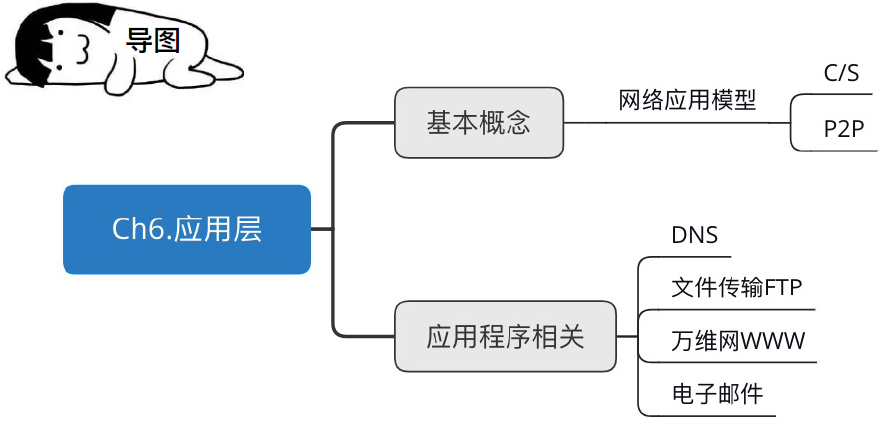 导图
Ch6.应用层
基本概念
网络应用模型
C/S
P2P
应用程序相关
DNS
文件传输FTP
万维网WWW
电子邮件